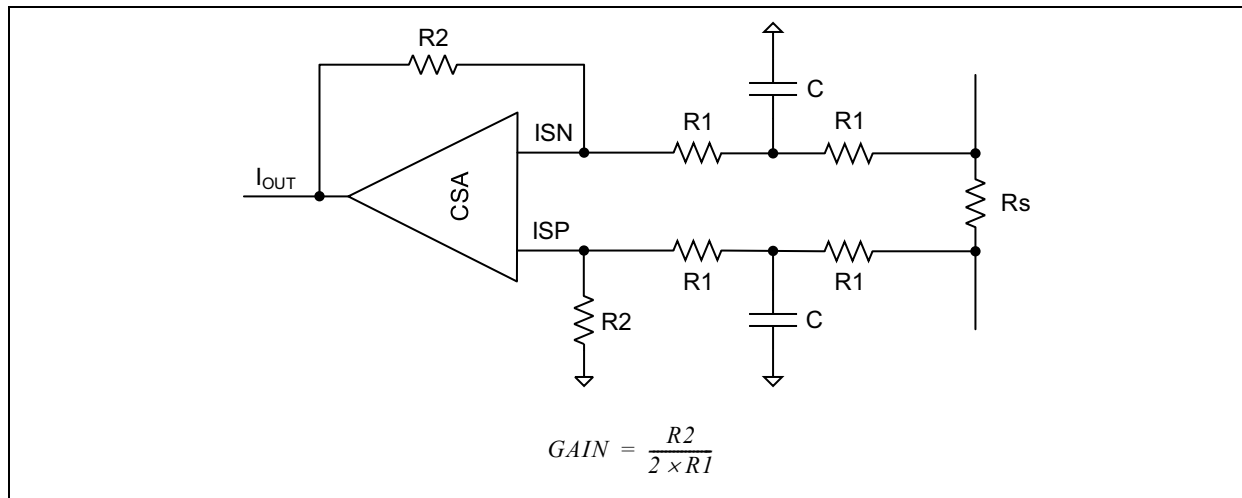 R2
C
ISN
R1
R1
I_OUT
CSA
Rs
ISP
R1
R1
R2
C
GAIN = R2 / (2 × R1)